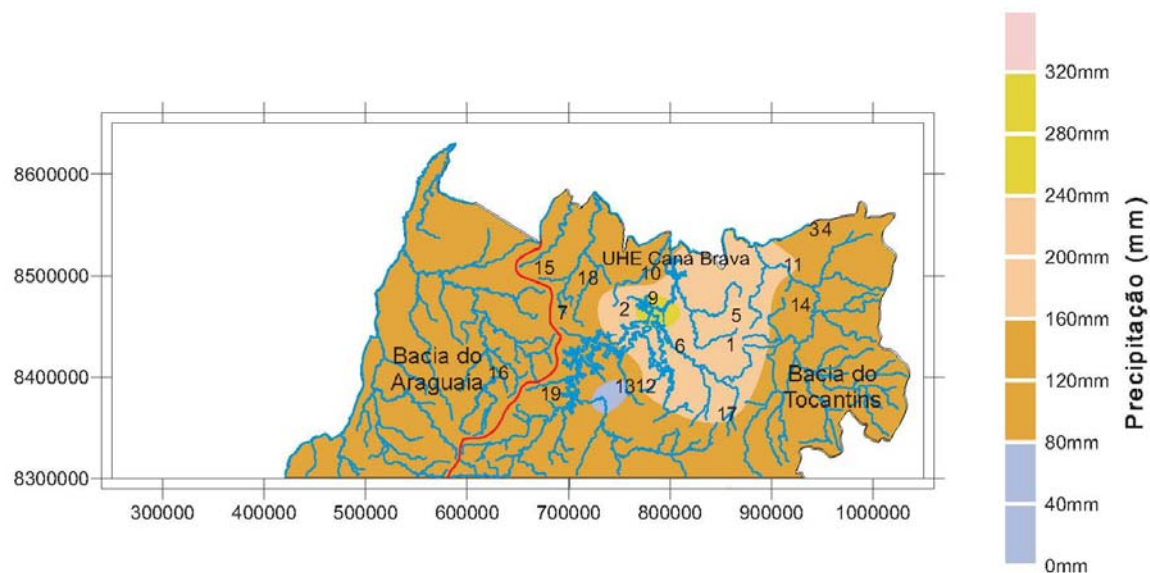 320mm
280mm
240mm
200mm
160mm
120mm
80mm
40mm
0mm
Precipitação (mm)
8600000
8500000
8400000
8300000
300000 400000 500000 600000 700000 800000 900000 1000000
UHE Cana Brava
Bacia do
Araguaia
Bacia do
Tocantins
34
15
18
10
11
7
2
9
5
14
6
1
16
19
1312
17